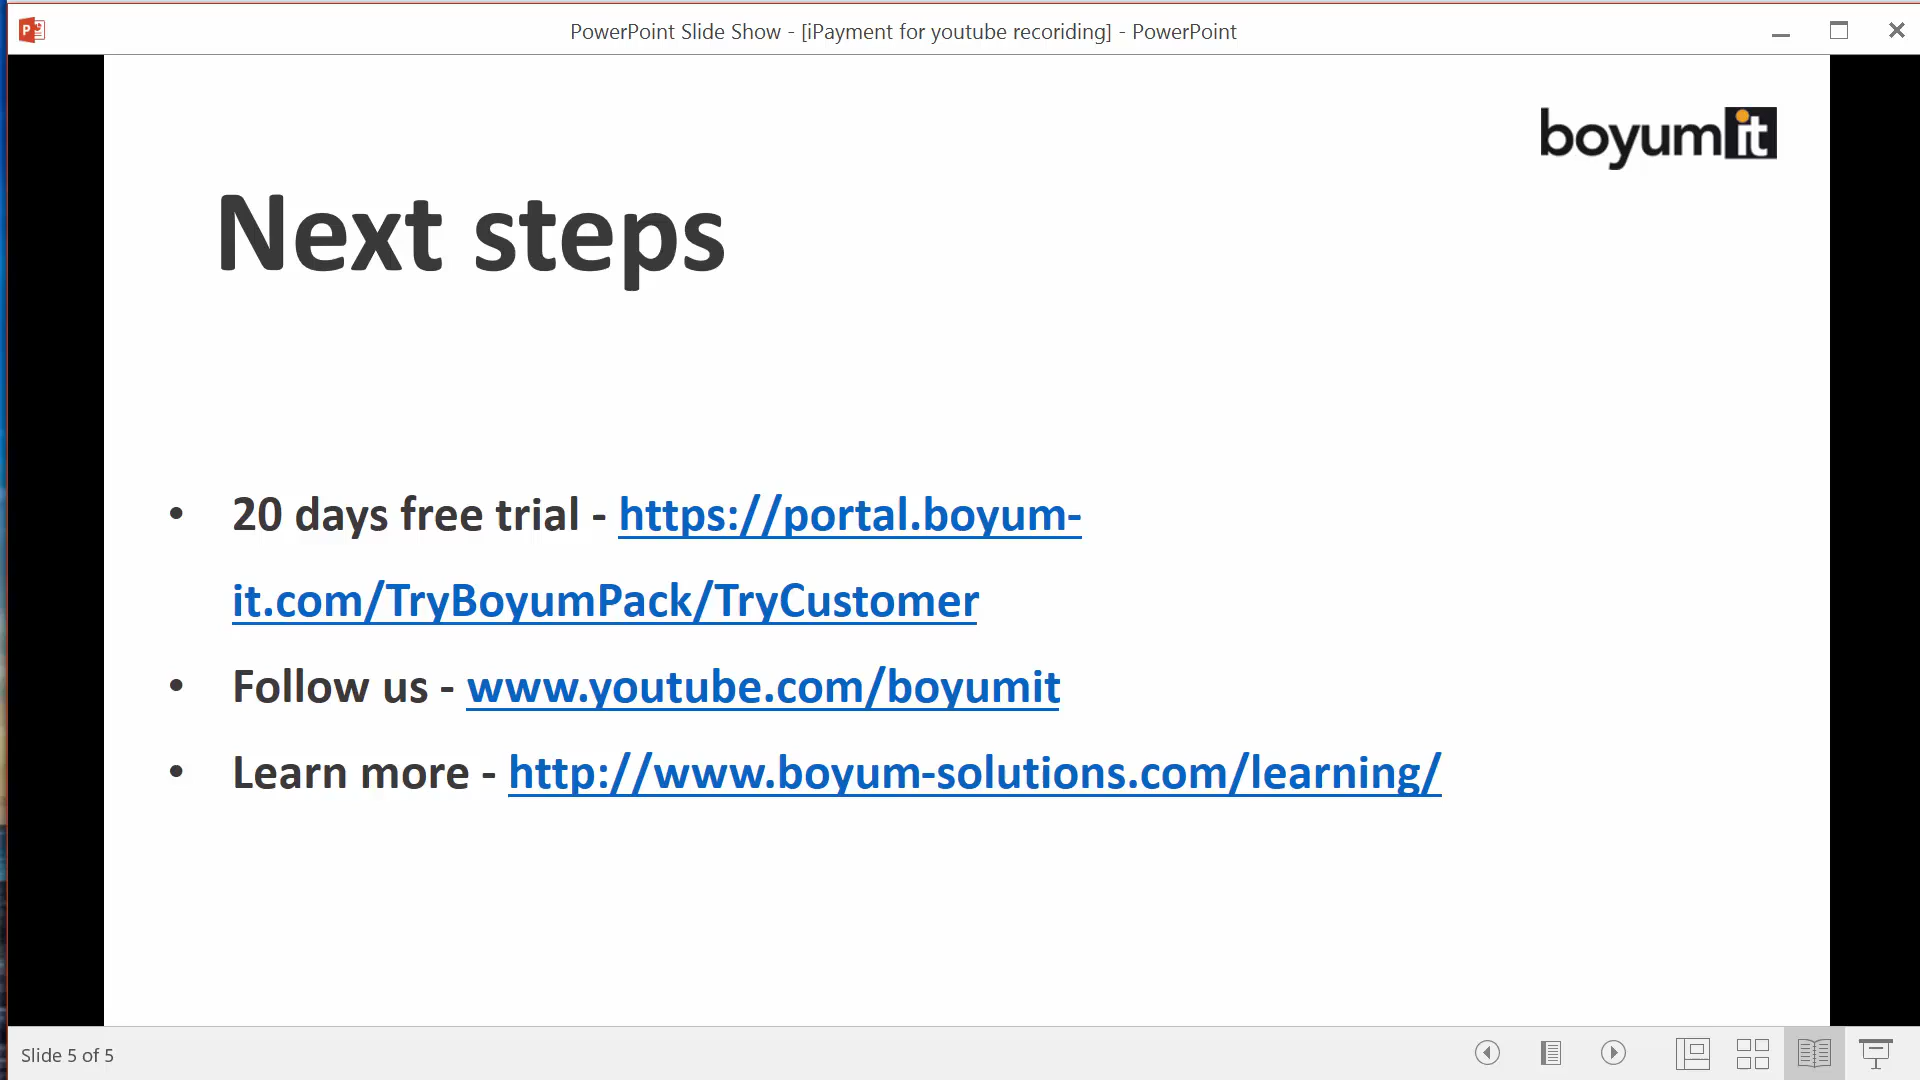 PowerPoint Slide Show - [iPayment for youtube recoriding] - PowerPoint
boyumit
Next steps
• 20 days free trial - https://portal.boyum-
it.com/TryBoyumPack/TryCustomer
• Follow us - www.youtube.com/boyumit
• Learn more - http://www.boyum-solutions.com/learning/
Slide 5 of 5